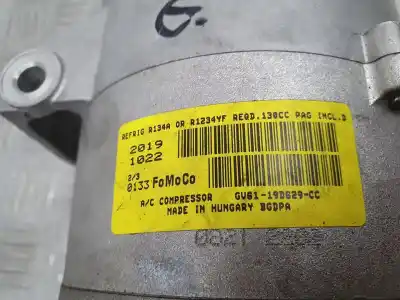 REFRIG R134A OR R1234YF REQD.130CC PAG INCL.D
2019
1022
2/3
0133 FoMoCo
A/C COMPRESSOR GV61-19D629-CC
MADE IN HUNGARY BGDPA